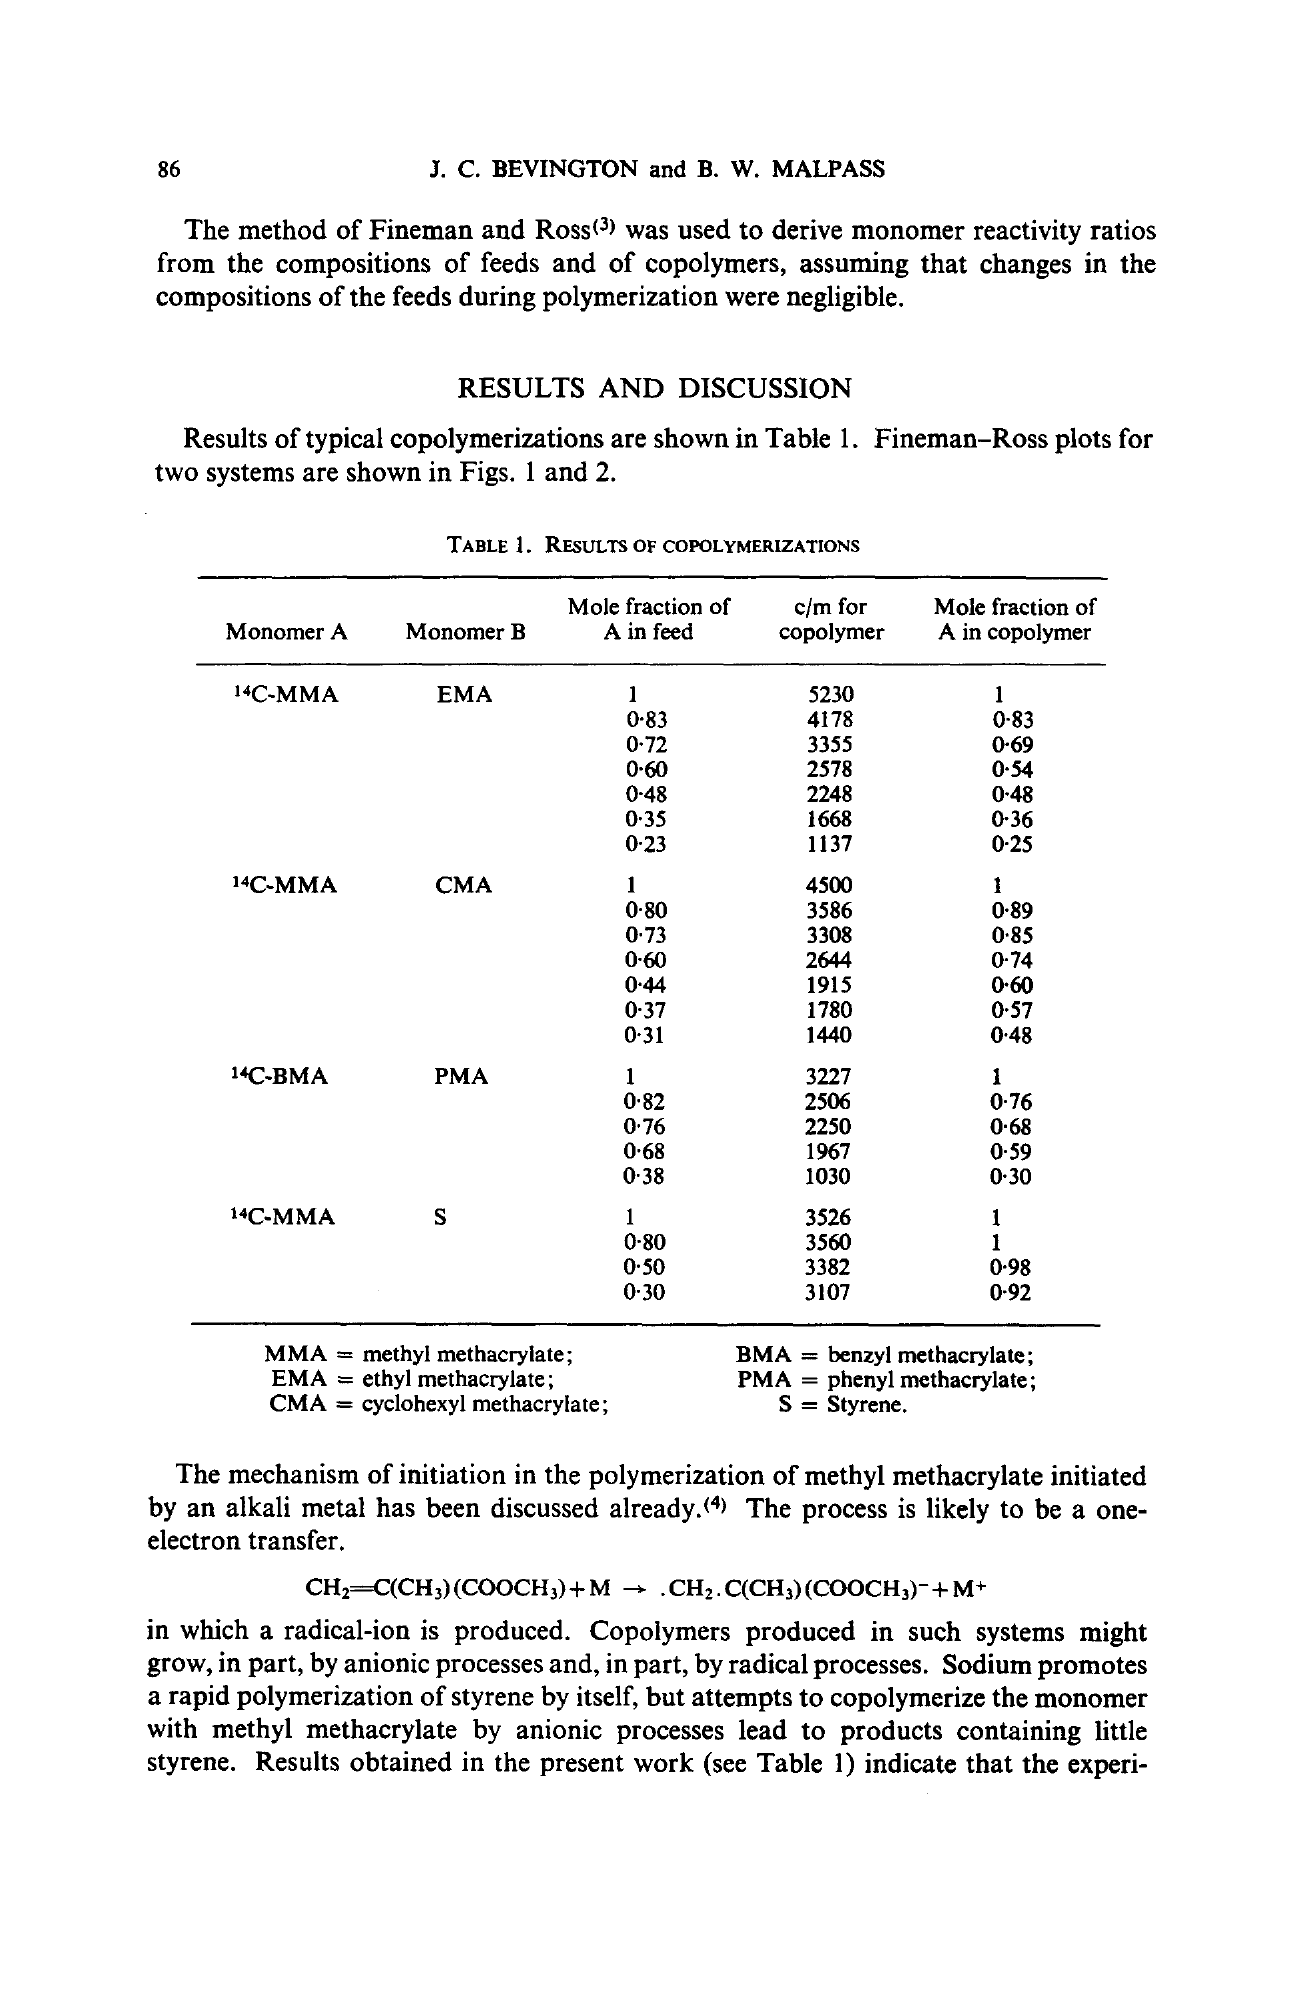 86 J. C. BEVINGTON and B. W. MALPASS
The method of Fineman and Ross⁽³⁾ was used to derive monomer reactivity ratios
from the compositions of feeds and of copolymers, assuming that changes in the
compositions of the feeds during polymerization were negligible.
RESULTS AND DISCUSSION
Results of typical copolymerizations are shown in Table 1. Fineman–Ross plots for
two systems are shown in Figs. 1 and 2.
TABLE 1. RESULTS OF COPOLYMERIZATIONS
Mole fraction of c/m for Mole fraction of
Monomer A Monomer B A in feed copolymer A in copolymer
¹⁴C-MMA EMA 1 5230 1
0·83 4178 0·83
0·72 3355 0·69
0·60 2578 0·54
0·48 2248 0·48
0·35 1668 0·36
0·23 1137 0·25
¹⁴C-MMA CMA 1 4500 1
0·80 3586 0·89
0·73 3308 0·85
0·60 2644 0·74
0·44 1915 0·60
0·37 1780 0·57
0·31 1440 0·48
¹⁴C-BMA PMA 1 3227 1
0·82 2506 0·76
0·76 2250 0·68
0·68 1967 0·59
0·38 1030 0·30
¹⁴C-MMA S 1 3526 1
0·80 3560 1
0·50 3382 0·98
0·30 3107 0·92
MMA = methyl methacrylate; BMA = benzyl methacrylate;
EMA = ethyl methacrylate; PMA = phenyl methacrylate;
CMA = cyclohexyl methacrylate; S = Styrene.
The mechanism of initiation in the polymerization of methyl methacrylate initiated
by an alkali metal has been discussed already.⁽⁴⁾ The process is likely to be a one-
electron transfer.
CH₂=C(CH₃)(COOCH₃)+M → .CH₂.C(CH₃)(COOCH₃)⁻+M⁺
in which a radical-ion is produced. Copolymers produced in such systems might
grow, in part, by anionic processes and, in part, by radical processes. Sodium promotes
a rapid polymerization of styrene by itself, but attempts to copolymerize the monomer
with methyl methacrylate by anionic processes lead to products containing little
styrene. Results obtained in the present work (see Table 1) indicate that the experi-